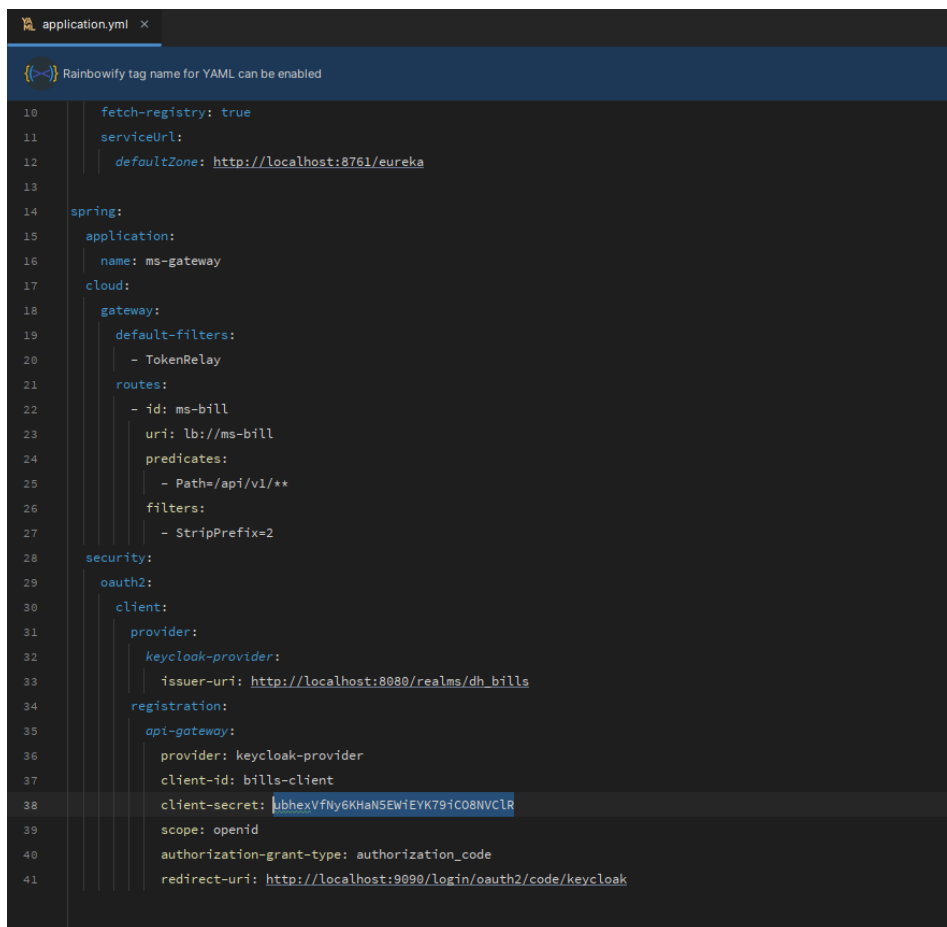 application.yml ×
Rainbowify tag name for YAML can be enabled
10 fetch-registry: true
11 serviceUrl:
12 defaultZone: http://localhost:8761/eureka
13
14 spring:
15 application:
16 name: ms-gateway
17 cloud:
18 gateway:
19 default-filters:
20 - TokenRelay
21 routes:
22 - id: ms-bill
23 uri: lb://ms-bill
24 predicates:
25 - Path=/api/v1/**
26 filters:
27 - StripPrefix=2
28 security:
29 oauth2:
30 client:
31 provider:
32 keycloak-provider:
33 issuer-uri: http://localhost:8080/realms/dh_bills
34 registration:
35 api-gateway:
36 provider: keycloak-provider
37 client-id: bills-client
38 client-secret: ubhexVfNy6KHaN5EWiEYK79iCO8NVClR
39 scope: openid
40 authorization-grant-type: authorization_code
41 redirect-uri: http://localhost:9090/login/oauth2/code/keycloak